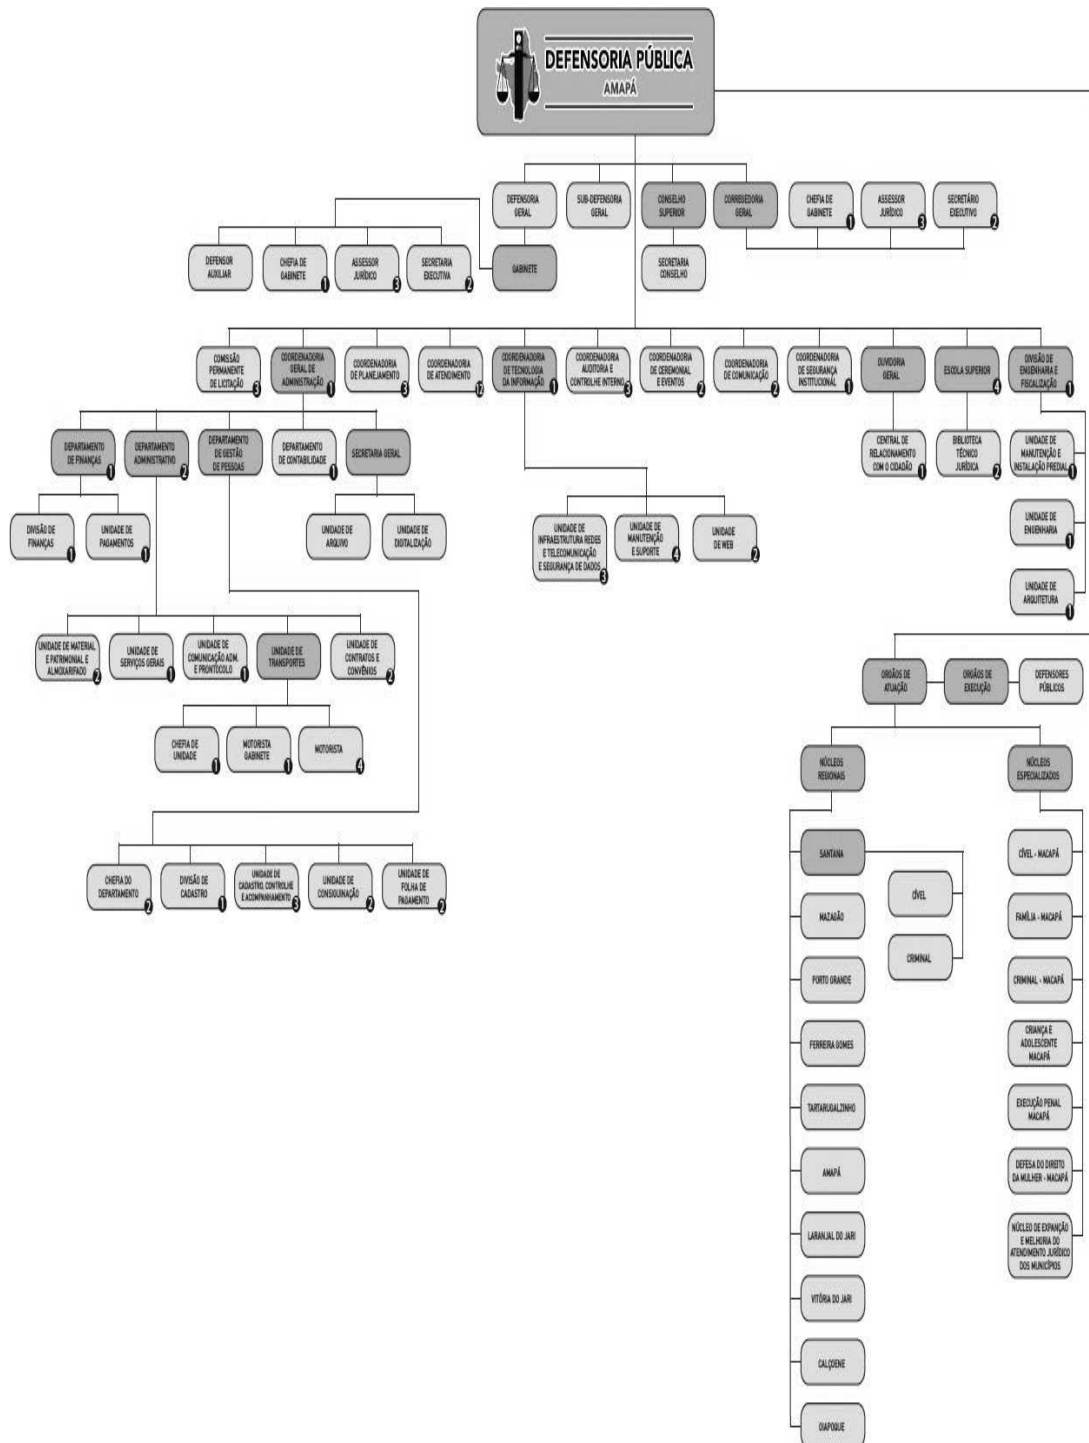 DEFENSORIA PÚBLICA
AMAPÁ
DEFENSORIA
GERAL
SUB-DEFENSORIA
GERAL
CONSELHO
SUPERIOR
CORREGEDORIA
GERAL
CHEFIA DE
GABINETE
1
ASSESSOR
JURÍDICO
3
SECRETÁRIO
EXECUTIVO
2
DEFENSOR
AUXILIAR
CHEFIA DE
GABINETE
1
ASSESSOR
JURÍDICO
3
SECRETARIA
EXECUTIVA
2
GABINETE
SECRETARIA
CONSELHO
COMISSÃO
PERMANENTE
DE LICITAÇÃO
3
COORDENADORIA
GERAL DE
ADMINISTRAÇÃO
1
COORDENADORIA
DE PLANEJAMENTO
3
COORDENADORIA
DE ATENDIMENTO
12
COORDENADORIA
DE TECNOLOGIA
DA INFORMAÇÃO
1
COORDENADORIA
AUDITORIA E
CONTROLHE INTERNO
3
COORDENADORIA
DE CEREMONIAL
E EVENTOS
2
COORDENADORIA
DE COMUNICAÇÃO
2
COORDENADORIA
DE SEGURANÇA
INSTITUCIONAL
1
OUVIDORIA
GERAL
ESCOLA SUPERIOR
4
DIVISÃO DE
ENGENHARIA E
FISCALIZAÇÃO
1
DEPARTAMENTO
DE FINANÇAS
1
DEPARTAMENTO
ADMINISTRATIVO
2
DEPARTAMENTO
DE GESTÃO
DE PESSOAS
DEPARTAMENTO
DE CONTABILIDADE
1
SECRETARIA GERAL
CENTRAL DE
RELACIONAMENTO
COM O CIDADÃO
1
BIBLIOTECA
TÉCNICO
JURÍDICA
2
UNIDADE DE
MANUTENÇÃO E
INSTALAÇÃO PREDIAL
1
DIVISÃO DE
FINANÇAS
1
UNIDADE DE
PAGAMENTOS
1
UNIDADE DE
ARQUIVO
UNIDADE DE
DIGITALIZAÇÃO
UNIDADE DE
INFRAESTRUTURA REDES
E TELECOMUNICAÇÃO
E SEGURANÇA DE DADOS
3
UNIDADE DE
MANUTENÇÃO
E SUPORTE
4
UNIDADE
DE WEB
2
UNIDADE DE
ENGENHARIA
1
UNIDADE DE
ARQUITETURA
1
UNIDADE DE MATERIAL
E PATRIMONIAL E
ALMOXARIFADO
2
UNIDADE DE
SERVIÇOS GERAIS
1
UNIDADE DE
COMUNICAÇÃO ADM.
E PRONTÓCOLO
1
UNIDADE DE
TRANSPORTES
UNIDADE DE
CONTRATOS E
CONVÊNIOS
2
ORGÃOS DE
ATUAÇÃO
ORGÃOS DE
EXECUÇÃO
DEFENSORES
PÚBLICOS
CHEFIA DE
UNIDADE
1
MOTORISTA
GABINETE
1
MOTORISTA
4
NÚCLEOS
REGIONAIS
NÚCLEOS
ESPECIALIZADOS
CHEFIA DO
DEPARTAMENTO
2
DIVISÃO DE
CADASTRO
1
UNIDADE DE
CADASTRO, CONTROLHE
E ACOMPANHAMENTO
3
UNIDADE DE
CONSIGUINAÇÃO
2
UNIDADE DE
FOLHA DE
PAGAMENTO
2
SANTANA
CÍVEL
CRIMINAL
MAZAGÃO
PORTO GRANDE
FERREIRA GOMES
TARTARUGALZINHO
AMAPÁ
LARANJAL DO JARI
VITÓRIA DO JARI
CALÇOENE
OIAPOQUE
CÍVEL - MACAPÁ
FAMÍLIA - MACAPÁ
CRIMINAL - MACAPÁ
CRIANÇA E
ADOLESCENTE
MACAPÁ
EXECUÇÃO PENAL
MACAPÁ
DEFESA DO DIREITO
DA MULHER - MACAPÁ
NÚCLEO DE EXPANÇÃO
E MELHORIA DO
ATENDIMENTO JURÍDICO
DOS MUNICÍPIOS